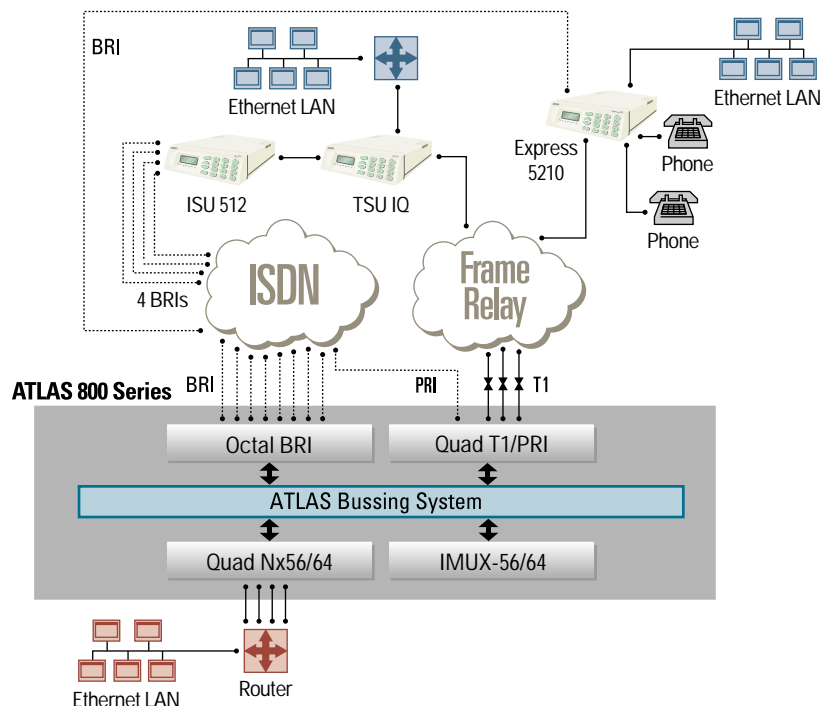 BRI
Ethernet LAN
Ethernet LAN
Express
5210
Phone
ISU 512
TSU IQ
Phone
ISDN
Frame
Relay
4 BRIs
BRI
PRI
T1
ATLAS 800 Series
Octal BRI
Quad T1/PRI
ATLAS Bussing System
Quad Nx56/64
IMUX-56/64
Router
Ethernet LAN